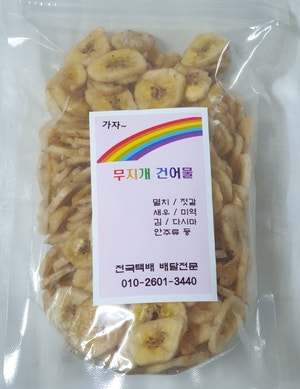 가자~
무지개 건어물
멸치 / 젓갈
새우 / 미역
김 / 다시마
안주류 등
전국택배 배달전문
010-2601-3440